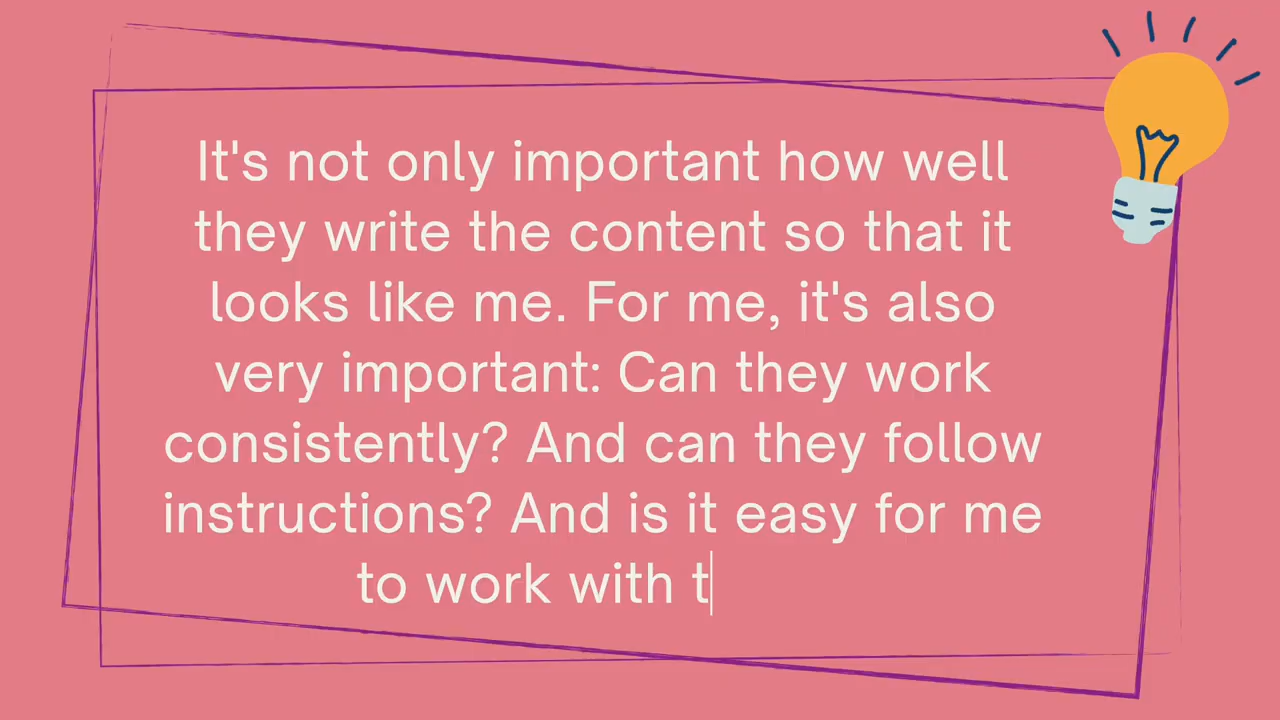 It's not only important how well
they write the content so that it
looks like me. For me, it's also
very important: Can they work
consistently? And can they follow
instructions? And is it easy for me
to work with t